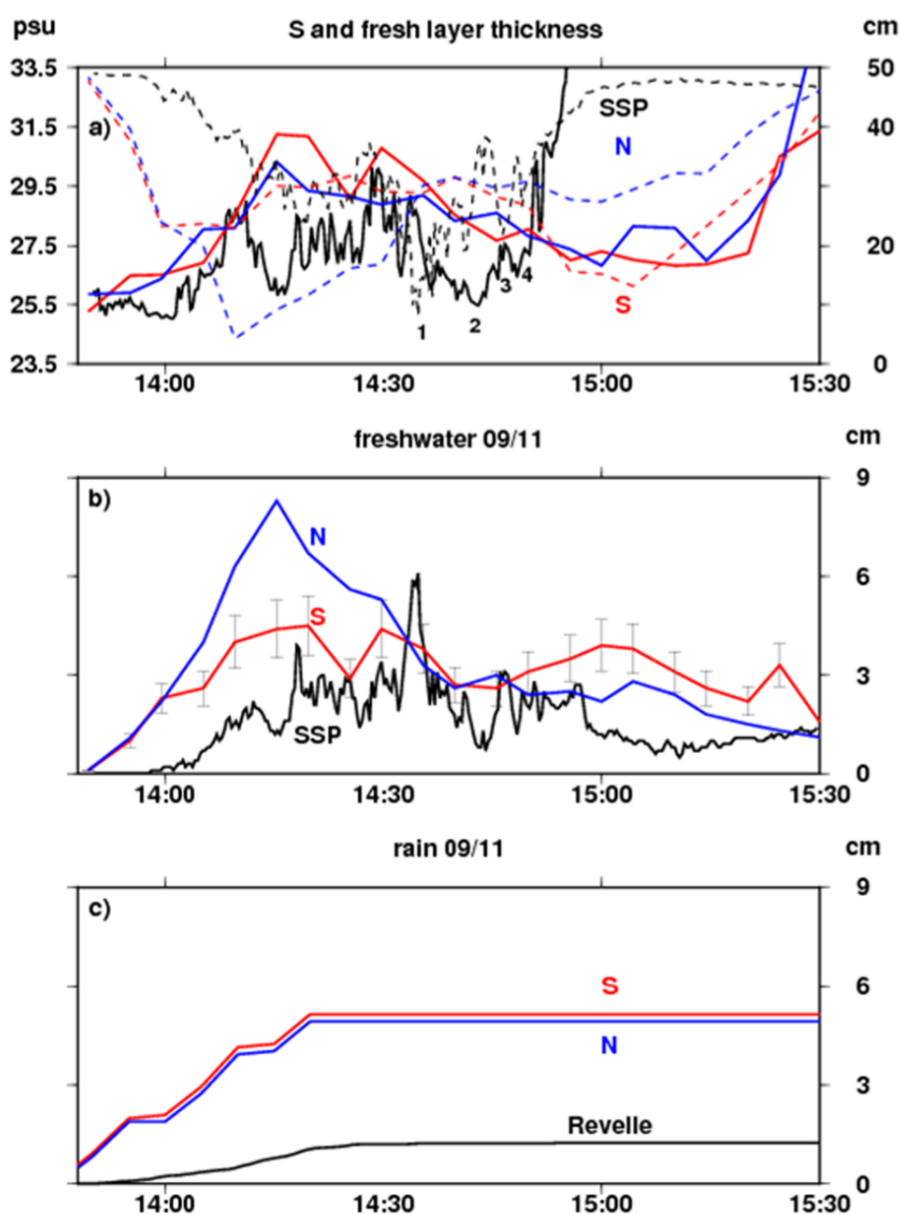 psu S and fresh layer thickness cm
33.5 50
a) SSP
31.5 40
N
29.5
27.5 20
3 4
25.5 S
1 2
23.5 0
14:00 14:30 15:00 15:30
freshwater 09/11 cm
b) 9
N
6
S
3
SSP
0
14:00 14:30 15:00 15:30
rain 09/11 cm
9
c)
S 6
N
3
Revelle
0
14:00 14:30 15:00 15:30